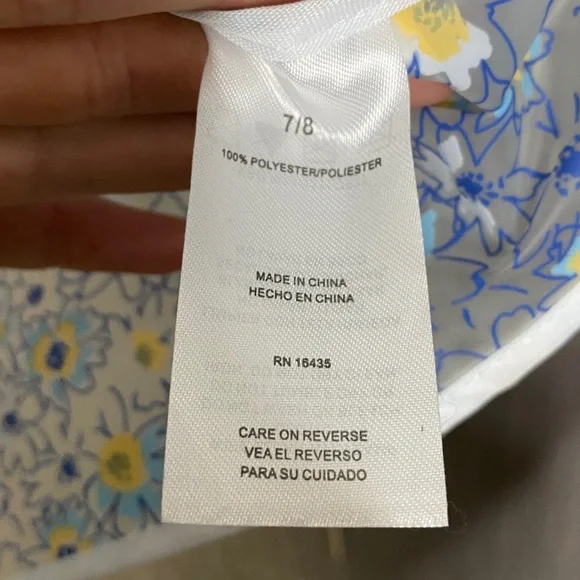 7/8
100% POLYESTER/POLIESTER
MADE IN CHINA
HECHO EN CHINA
RN 16435
CARE ON REVERSE
VEA EL REVERSO
PARA SU CUIDADO